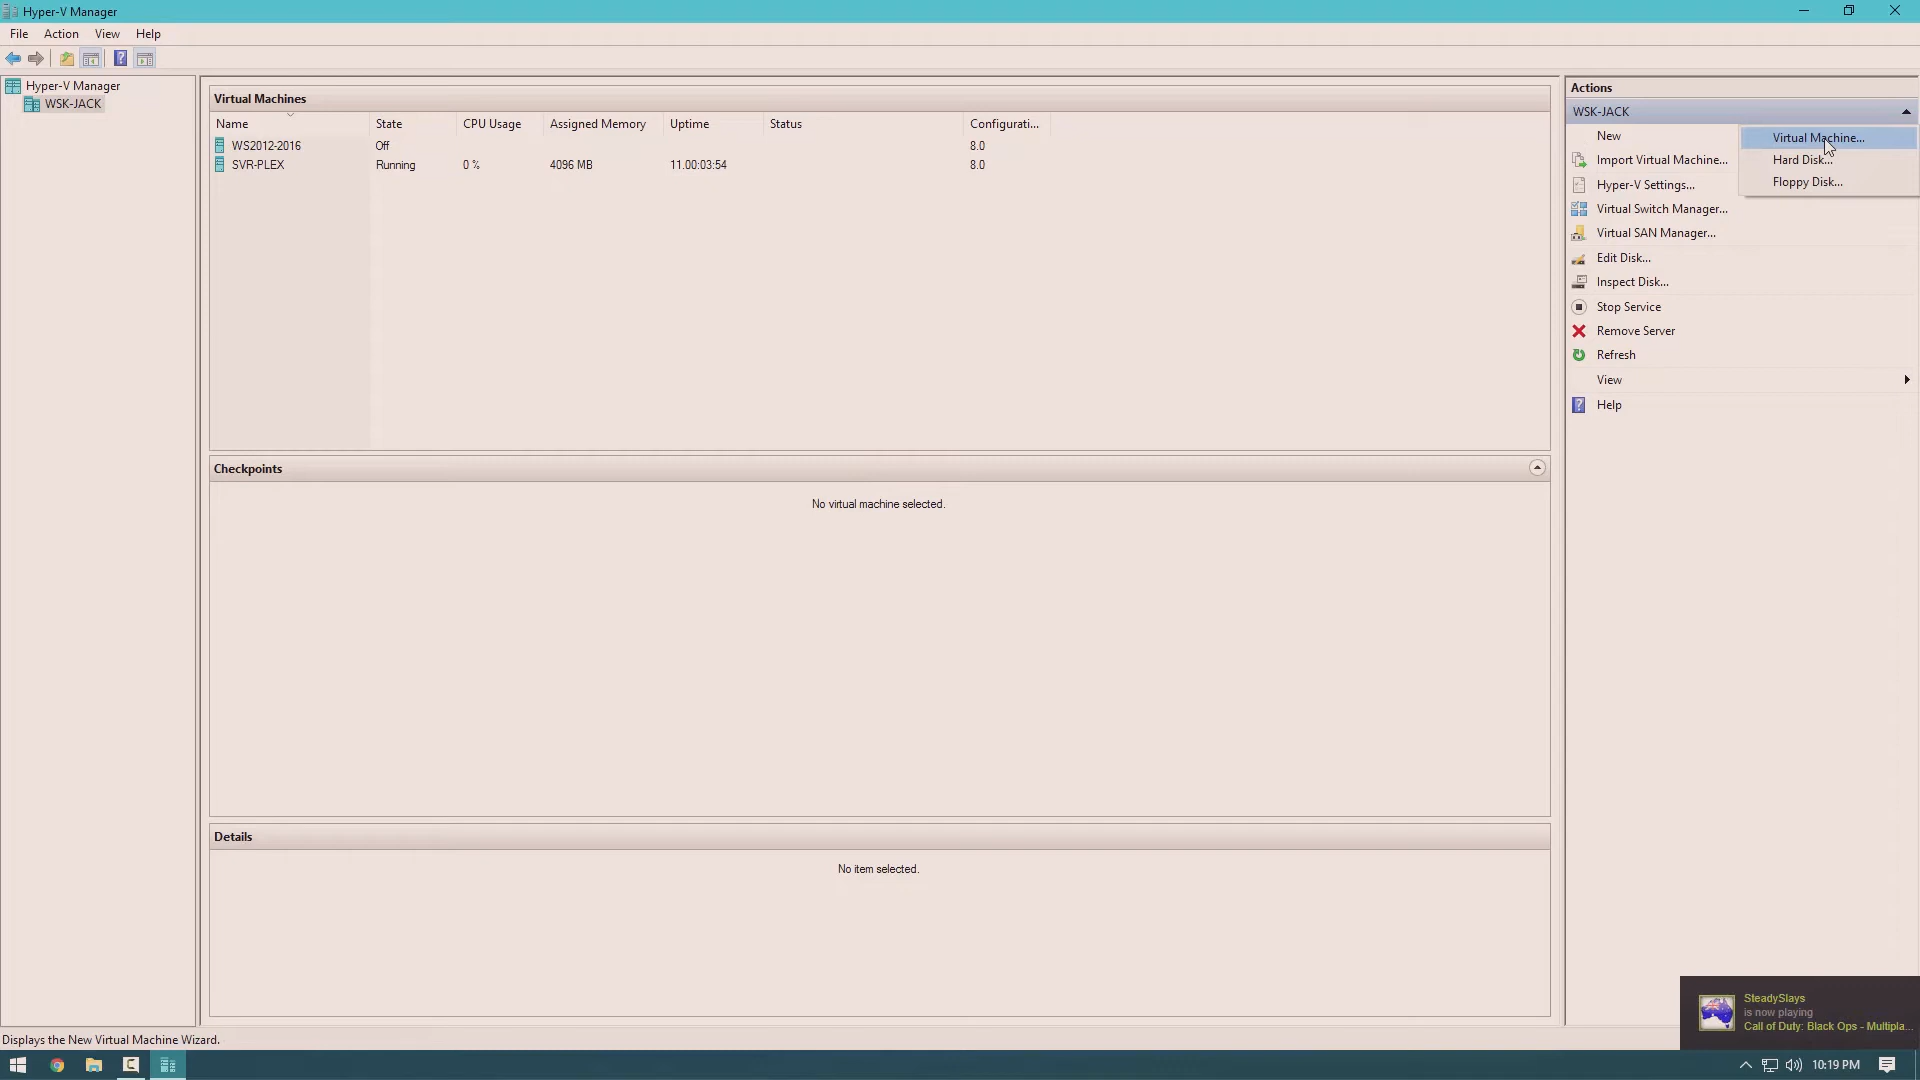 Hyper-V Manager
File Action View Help
Hyper-V Manager
WSK-JACK
Virtual Machines
Name State CPU Usage Assigned Memory Uptime Status Configurati...
WS2012-2016 Off 8.0
SVR-PLEX Running 0 % 4096 MB 11.00:03:54 8.0
Checkpoints
No virtual machine selected.
Details
No item selected.
Actions
WSK-JACK
New
Import Virtual Machine...
Hyper-V Settings...
Virtual Switch Manager...
Virtual SAN Manager...
Edit Disk...
Inspect Disk...
Stop Service
Remove Server
Refresh
View
Help
Virtual Machine...
Hard Disk...
Floppy Disk...
SteadySlays
is now playing
Call of Duty: Black Ops - Multipla...
Displays the New Virtual Machine Wizard.
10:19 PM